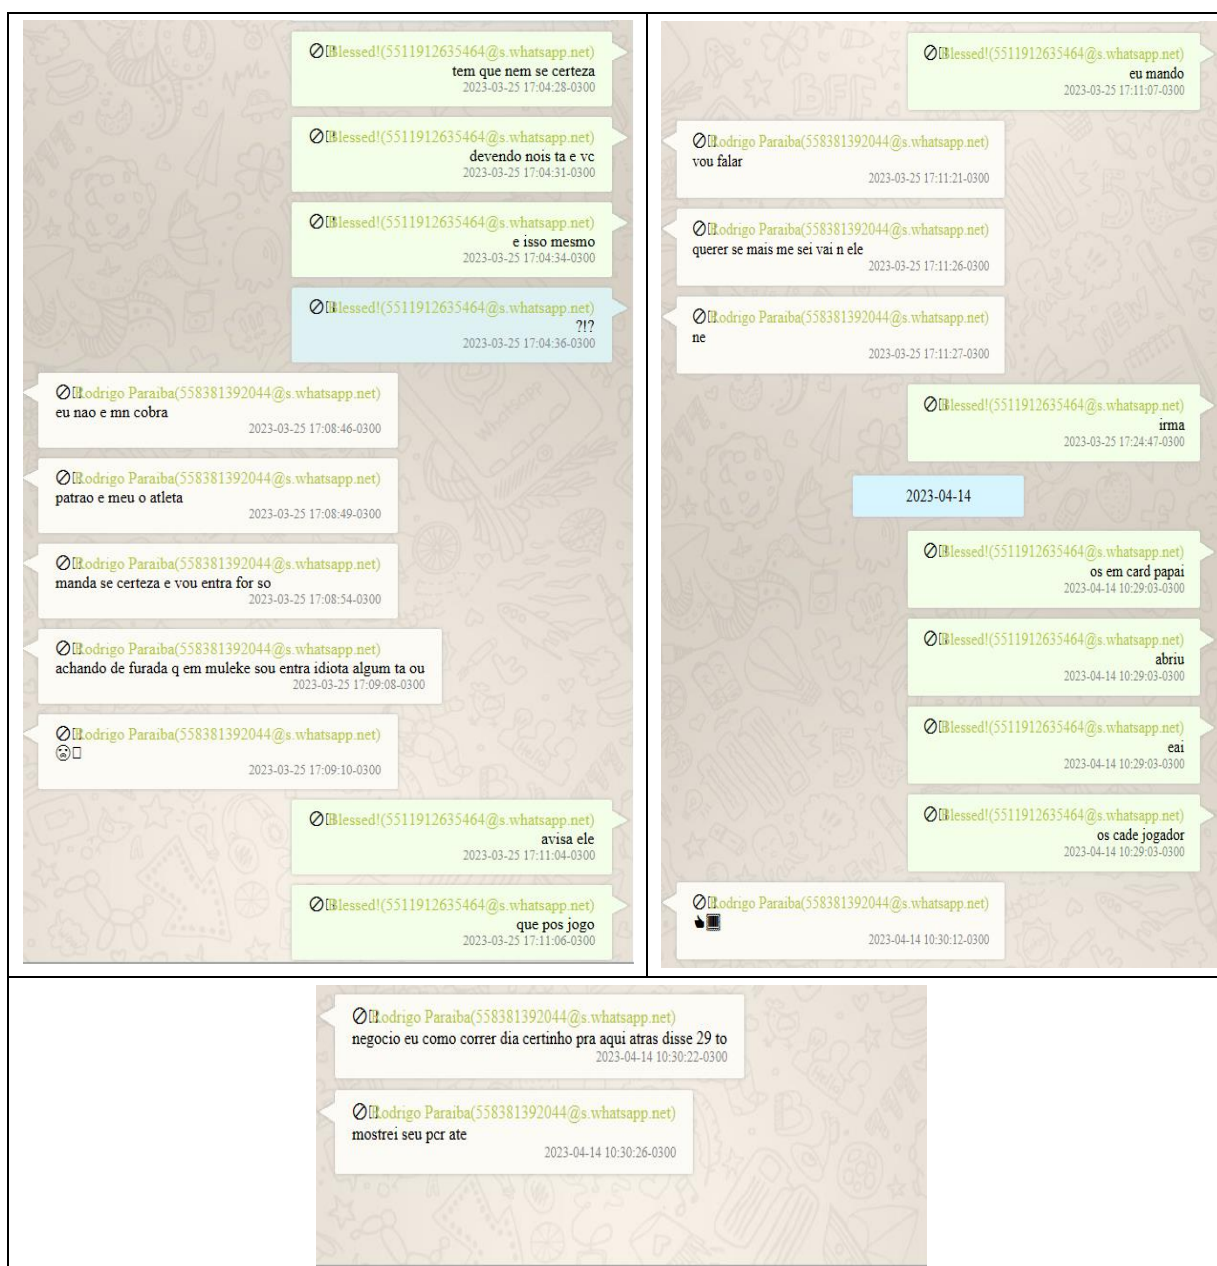 Blessed!(5511912635464@s.whatsapp.net)
tem que nem se certeza
2023-03-25 17:04:28-0300
Blessed!(5511912635464@s.whatsapp.net)
devendo nois ta e vc
2023-03-25 17:04:31-0300
Blessed!(5511912635464@s.whatsapp.net)
e isso mesmo
2023-03-25 17:04:34-0300
Blessed!(5511912635464@s.whatsapp.net)
?!?
2023-03-25 17:04:36-0300
Rodrigo Paraiba(558381392044@s.whatsapp.net)
eu nao e mn cobra
2023-03-25 17:08:46-0300
Rodrigo Paraiba(558381392044@s.whatsapp.net)
patrao e meu o atleta
2023-03-25 17:08:49-0300
Rodrigo Paraiba(558381392044@s.whatsapp.net)
manda se certeza e vou entra for so
2023-03-25 17:08:54-0300
Rodrigo Paraiba(558381392044@s.whatsapp.net)
achando de furada q em muleke sou entra idiota algum ta ou
2023-03-25 17:09:08-0300
Rodrigo Paraiba(558381392044@s.whatsapp.net)
2023-03-25 17:09:10-0300
Blessed!(5511912635464@s.whatsapp.net)
avisa ele
2023-03-25 17:11:04-0300
Blessed!(5511912635464@s.whatsapp.net)
que pos jogo
2023-03-25 17:11:06-0300
Blessed!(5511912635464@s.whatsapp.net)
eu mando
2023-03-25 17:11:07-0300
Rodrigo Paraiba(558381392044@s.whatsapp.net)
vou falar
2023-03-25 17:11:21-0300
Rodrigo Paraiba(558381392044@s.whatsapp.net)
querer se mais me sei vai n ele
2023-03-25 17:11:26-0300
Rodrigo Paraiba(558381392044@s.whatsapp.net)
ne
2023-03-25 17:11:27-0300
Blessed!(5511912635464@s.whatsapp.net)
irma
2023-03-25 17:24:47-0300
2023-04-14
Blessed!(5511912635464@s.whatsapp.net)
os em card papai
2023-04-14 10:29:03-0300
Blessed!(5511912635464@s.whatsapp.net)
abriu
2023-04-14 10:29:03-0300
Blessed!(5511912635464@s.whatsapp.net)
eai
2023-04-14 10:29:03-0300
Blessed!(5511912635464@s.whatsapp.net)
os cade jogador
2023-04-14 10:29:03-0300
Rodrigo Paraiba(558381392044@s.whatsapp.net)
2023-04-14 10:30:12-0300
Rodrigo Paraiba(558381392044@s.whatsapp.net)
negocio eu como correr dia certinho pra aqui atras disse 29 to
2023-04-14 10:30:22-0300
Rodrigo Paraiba(558381392044@s.whatsapp.net)
mostrei seu pcr ate
2023-04-14 10:30:26-0300